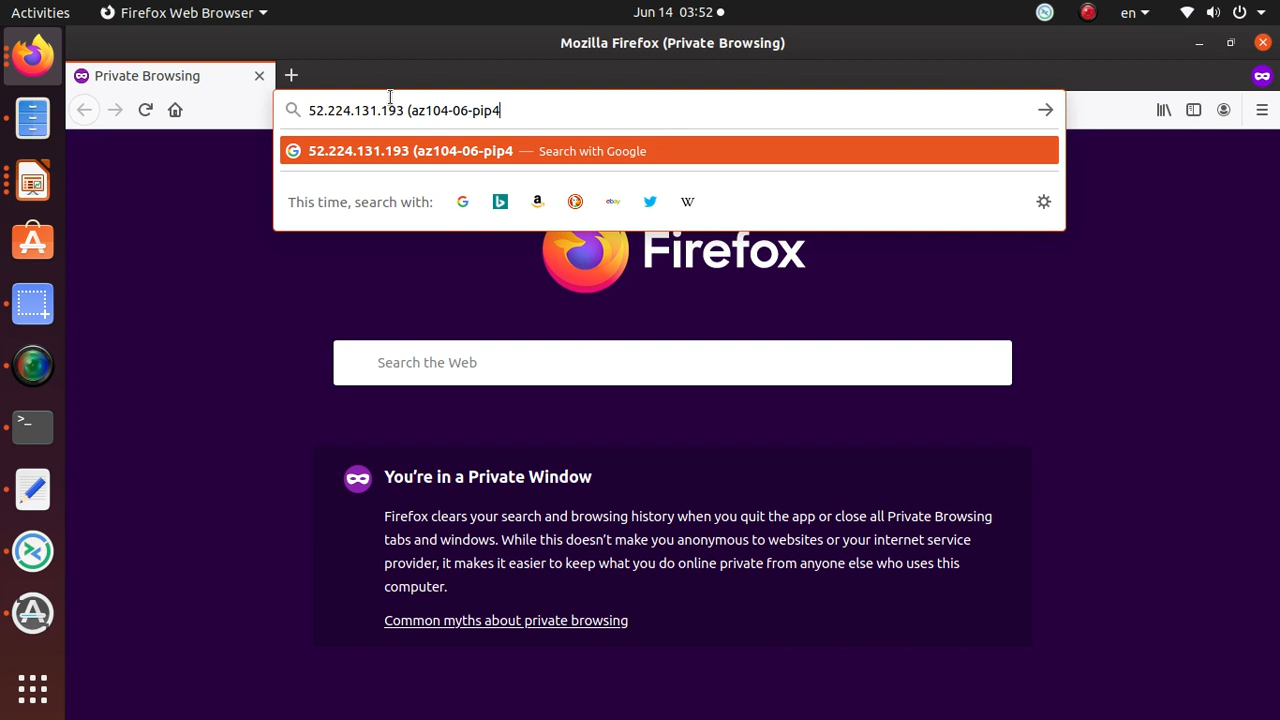 Activities
Firefox Web Browser
Jun 14 03:52
en
Mozilla Firefox (Private Browsing)
Private Browsing
52.224.131.193 (az104-06-pip4
52.224.131.193 (az104-06-pip4 — Search with Google
This time, search with:
Firefox
Search the Web
You're in a Private Window
Firefox clears your search and browsing history when you quit the app or close all Private Browsing
tabs and windows. While this doesn't make you anonymous to websites or your internet service
provider, it makes it easier to keep what you do online private from anyone else who uses this
computer.
Common myths about private browsing